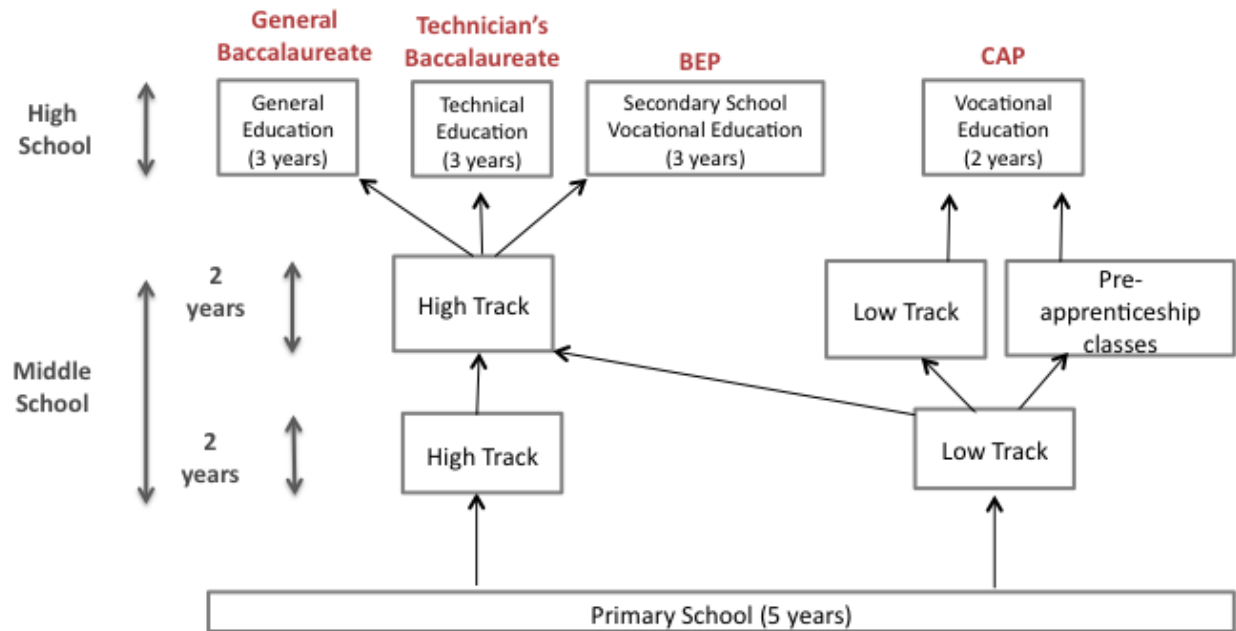 General
Baccalaureate
Technician's
Baccalaureate
BEP
CAP
High
School
General
Education
(3 years)
Technical
Education
(3 years)
Secondary School
Vocational Education
(3 years)
Vocational
Education
(2 years)
Middle
School
2
years
High Track
Low Track
Pre-
apprenticeship
classes
2
years
High Track
Low Track
Primary School (5 years)